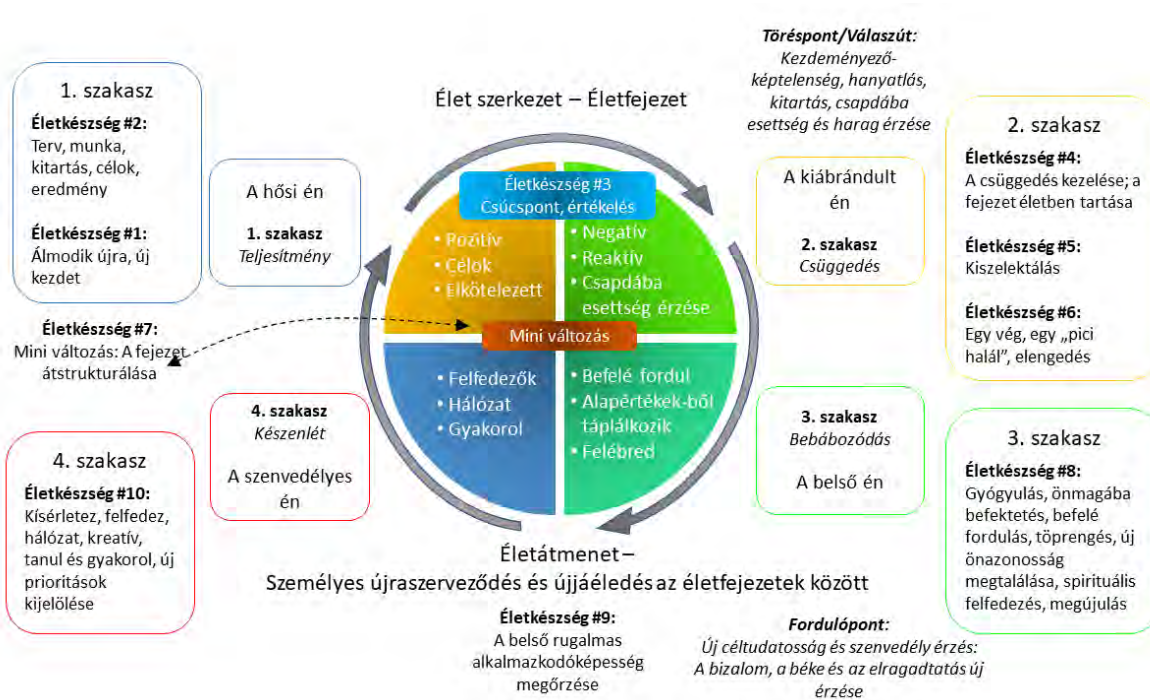 Töréspont/Válaszút:
Kezdeményező-
képtelenség, hanyatlás,
kitartás, csapdába
esettség és harag érzése
Élet szerkezet – Életfejezet
1. szakasz
Életkészség #2:
Terv, munka,
kitartás, célok,
eredmény
Életkészség #1:
Álmodik újra, új
kezdet
A hősi én
1. szakasz
Teljesítmény
Életkészség #3
Csúcspont, értékelés
• Pozitív
• Célok
• Elkötelezett
• Negatív
• Reaktív
• Csapdába
esettség érzése
A kiábrándult
én
2. szakasz
Csüggedés
2. szakasz
Életkészség #4:
A csüggedés kezelése; a
fejezet életben tartása
Életkészség #5:
Kiszelektálás
Életkészség #6:
Egy vég, egy „pici
halál”, elengedés
Életkészség #7:
Mini változás: A fejezet
átstrukturálása
Mini változás
• Felfedezők
• Hálózat
• Gyakorol
• Befelé fordul
• Alapértékek-ből
táplálkozik
• Felébred
4. szakasz
Készenlét
A szenvedélyes
én
3. szakasz
Bebábozódás
A belső én
4. szakasz
Életkészség #10:
Kísérletez, felfedez,
hálózat, kreatív,
tanul és gyakorol, új
prioritások
kijelölése
3. szakasz
Életkészség #8:
Gyógyulás, önmagába
befektetés, befelé
fordulás, töprengés, új
önazonosság
megtalálása, spirituális
felfedezés, megújulás
Életátmenet –
Személyes újraszerveződés és újjáéledés az életfejezetek között
Életkészség #9:
A belső rugalmas
alkalmazkodóképesség
megőrzése
Fordulópont:
Új céltudatosság és szenvedély érzés:
A bizalom, a béke és az elragadtatás új
érzése